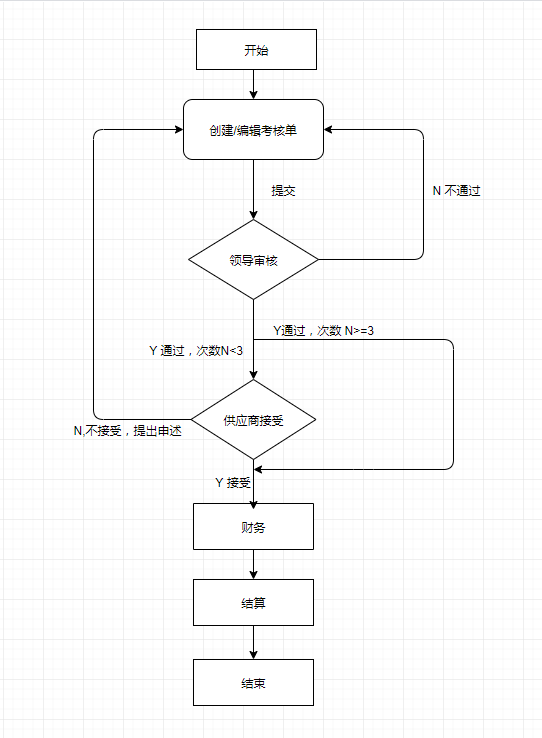 开始
创建/编辑考核单
提交
N 不通过
领导审核
Y通过，次数 N>=3
Y 通过，次数N<3
供应商接受
N,不接受，提出申述
Y 接受
财务
结算
结束